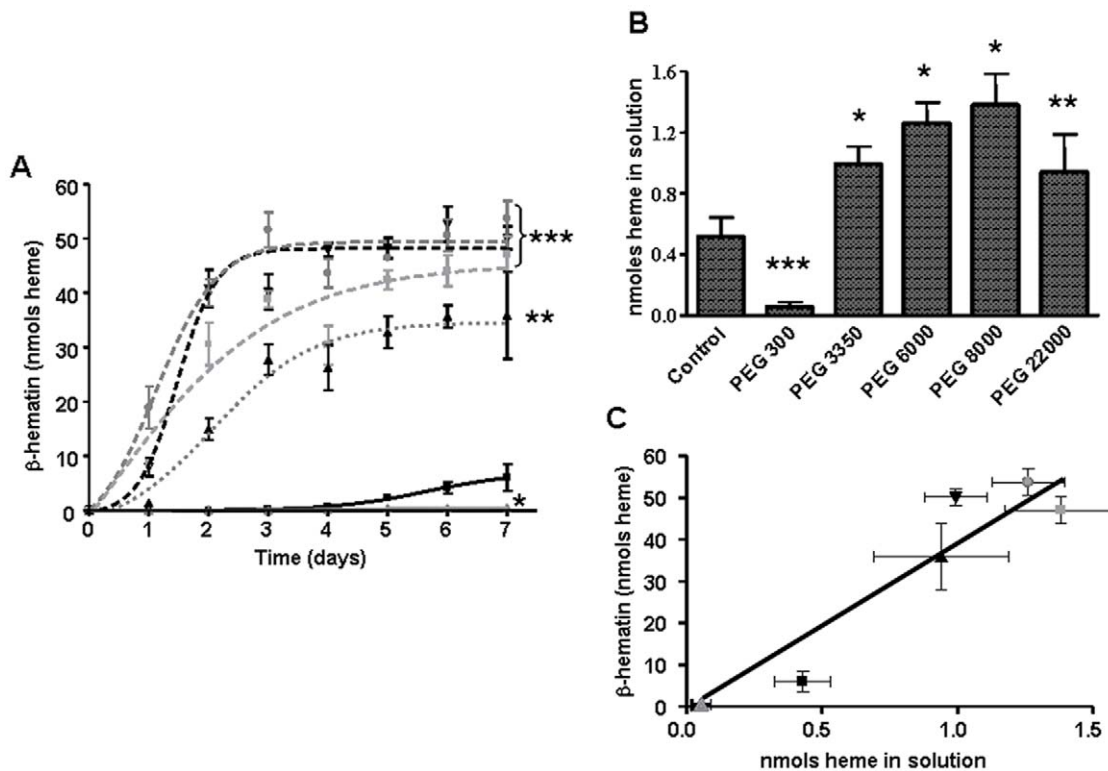 A
β-hematin (nmols heme)
60
50
40
30
20
10
0
***
**
*
0 1 2 3 4 5 6 7
Time (days)
B
nmoles heme in solution
1.6
1.2
0.8
0.4
0.0
***
*
*
*
**
Control PEG 300 PEG 3350 PEG 6000 PEG 8000 PEG 22000
C
β-hematin (nmols heme)
60
50
40
30
20
10
0
0.0 0.5 1.0 1.5
nmols heme in solution